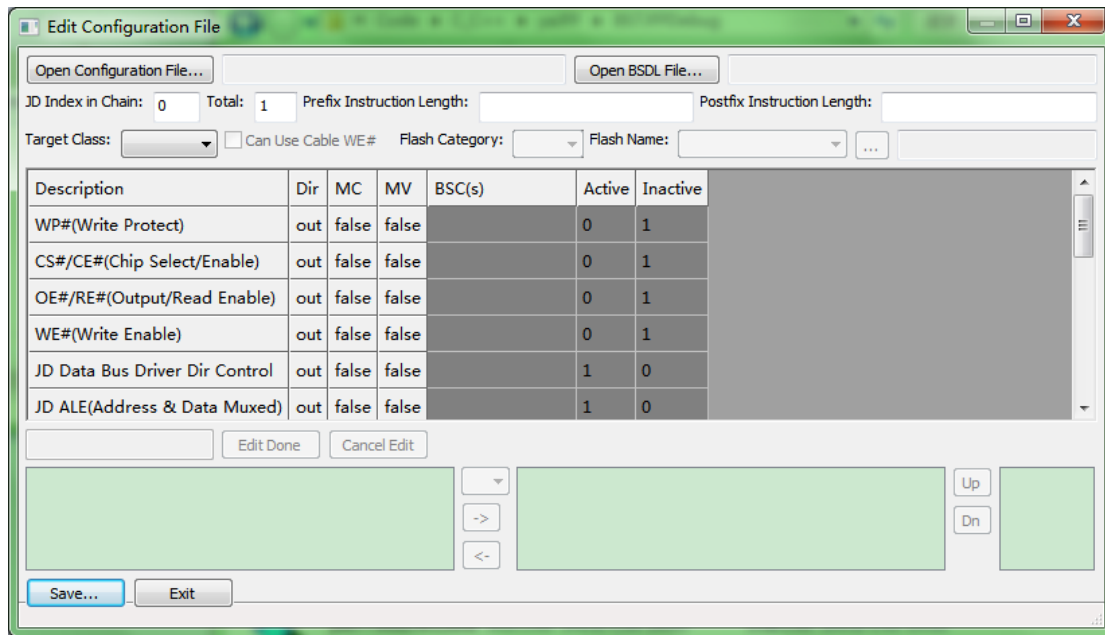 Edit Configuration File
Open Configuration File... Open BSDL File...
JD Index in Chain: 0 Total: 1 Prefix Instruction Length: Postfix Instruction Length:
Target Class: Can Use Cable WE# Flash Category: Flash Name: ...
Description Dir MC MV BSC(s) Active Inactive
WP#(Write Protect) out false false 0 1
CS#/CE#(Chip Select/Enable) out false false 0 1
OE#/RE#(Output/Read Enable) out false false 0 1
WE#(Write Enable) out false false 0 1
JD Data Bus Driver Dir Control out false false 1 0
JD ALE(Address & Data Muxed) out false false 1 0
Edit Done Cancel Edit
Up
-> Dn
<-
Save... Exit